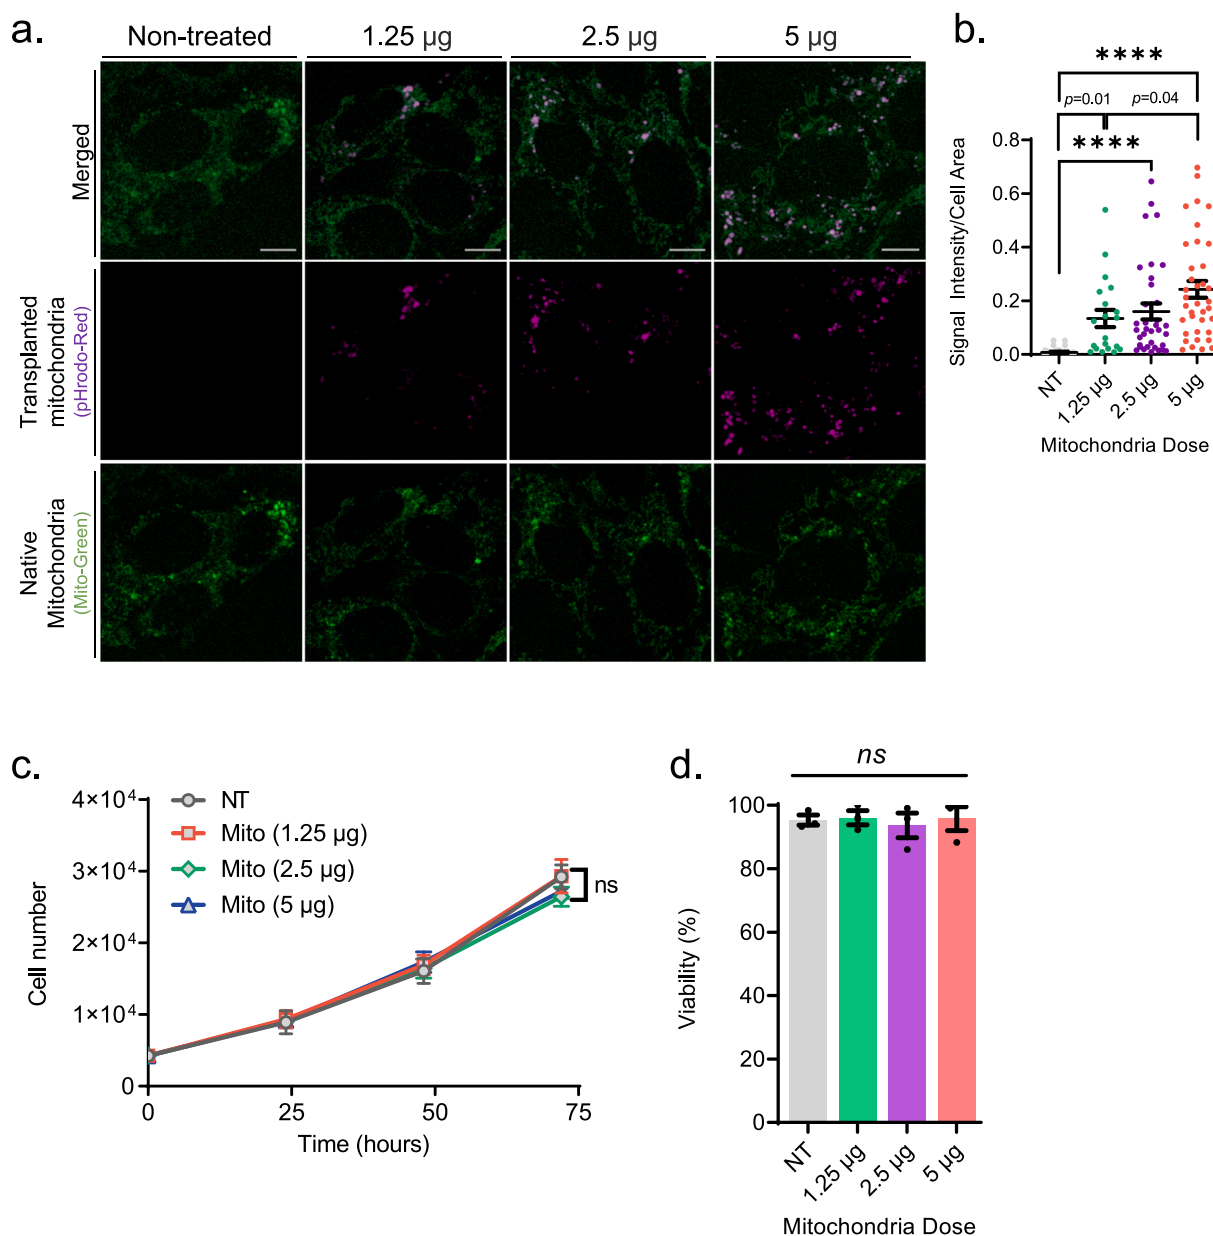 a.
Non-treated
1.25 µg
2.5 µg
5 µg
Merged
Transplanted
mitochondria
(pHrodo-Red)
Native
Mitochondria
(Mito-Green)
b.
****
p=0.01
p=0.04
****
Signal Intensity/Cell Area
0.8
0.6
0.4
0.2
0.0
NT
1.25 µg
2.5 µg
5 µg
Mitochondria Dose
c.
Cell number
4×10⁴
3×10⁴
2×10⁴
1×10⁴
0
NT
Mito (1.25 µg)
Mito (2.5 µg)
Mito (5 µg)
ns
0
25
50
75
Time (hours)
d.
ns
Viability (%)
100
80
60
40
20
0
NT
1.25 µg
2.5 µg
5 µg
Mitochondria Dose